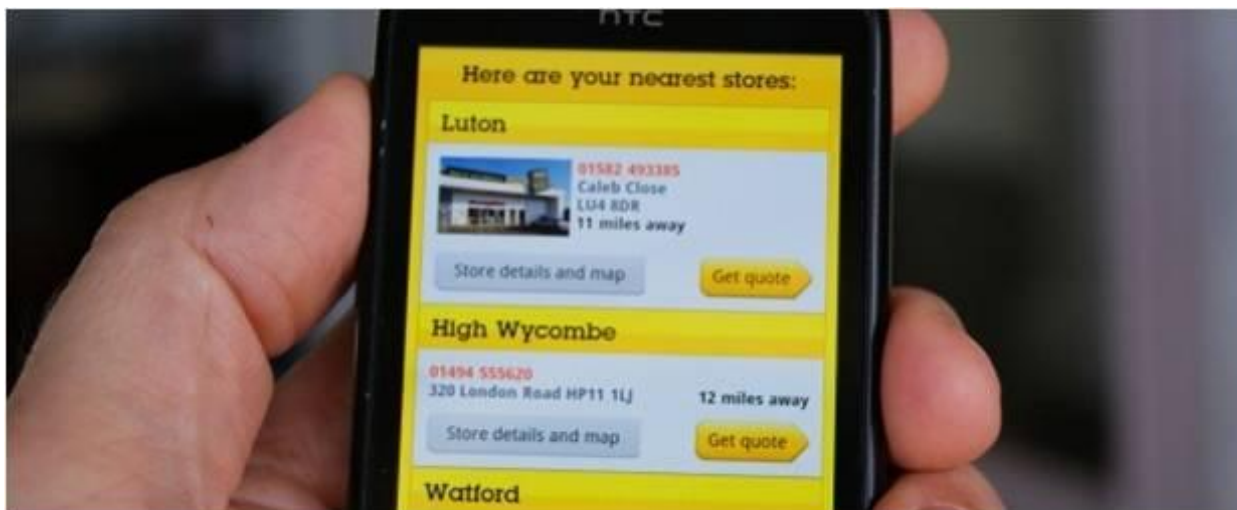 hTC
Here are your nearest stores:
Luton
01582 493385
Caleb Close
LU4 8DR
11 miles away
Store details and map
Get quote
High Wycombe
01494 555620
320 London Road HP11 1LJ
12 miles away
Store details and map
Get quote
Watford